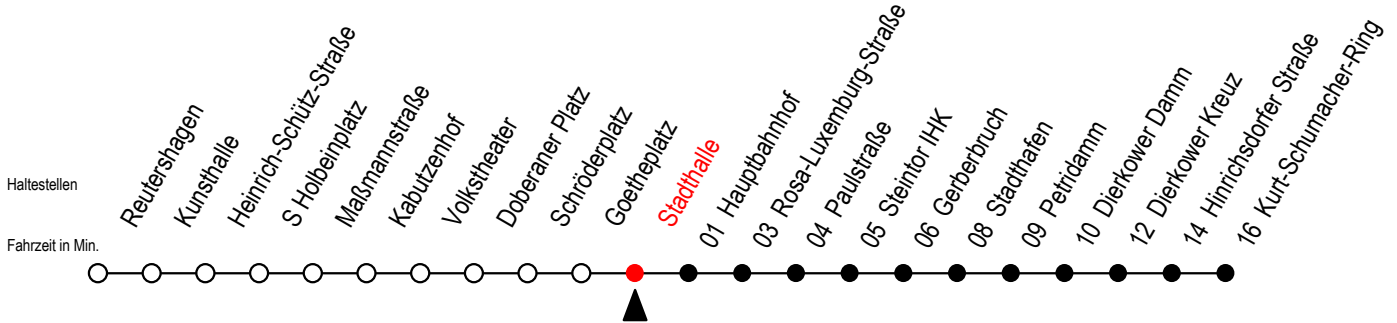 Haltestellen
Fahrzeit in Min.
Reutershagen
Kunsthalle
Heinrich-Schütz-Straße
S Holbeinplatz
Maßmannstraße
Kabutzenhof
Volkstheater
Doberaner Platz
Schröderplatz
Goetheplatz
Stadthalle
01 Hauptbahnhof
03 Rosa-Luxemburg-Straße
04 Paulstraße
05 Steintor IHK
06 Gerberbruch
08 Stadthafen
09 Petridamm
10 Dierkower Damm
12 Dierkower Kreuz
14 Hinrichsdorfer Straße
16 Kurt-Schumacher-Ring